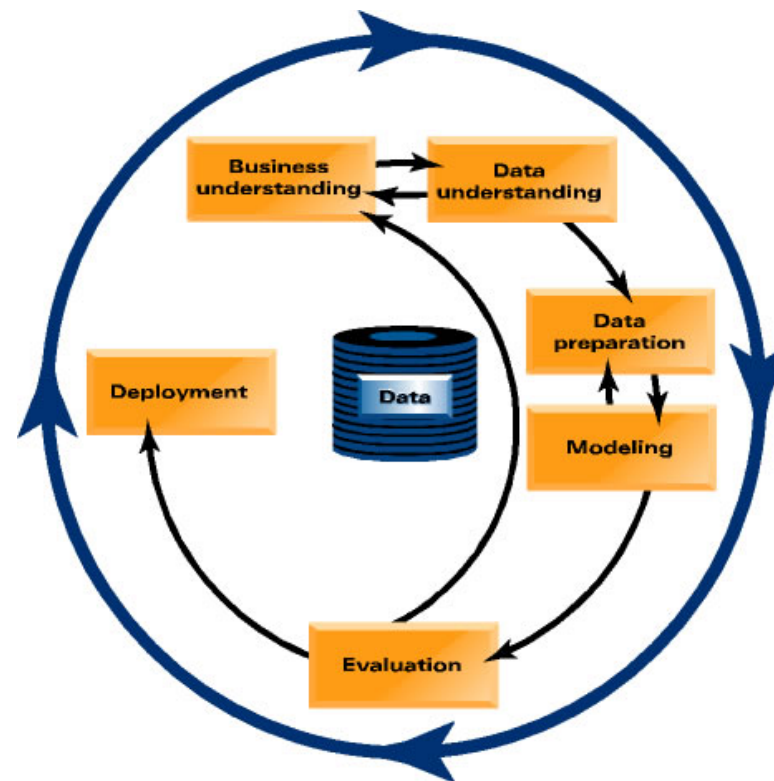 Business
understanding
Data
understanding
Data
preparation
Deployment
Data
Modeling
Evaluation